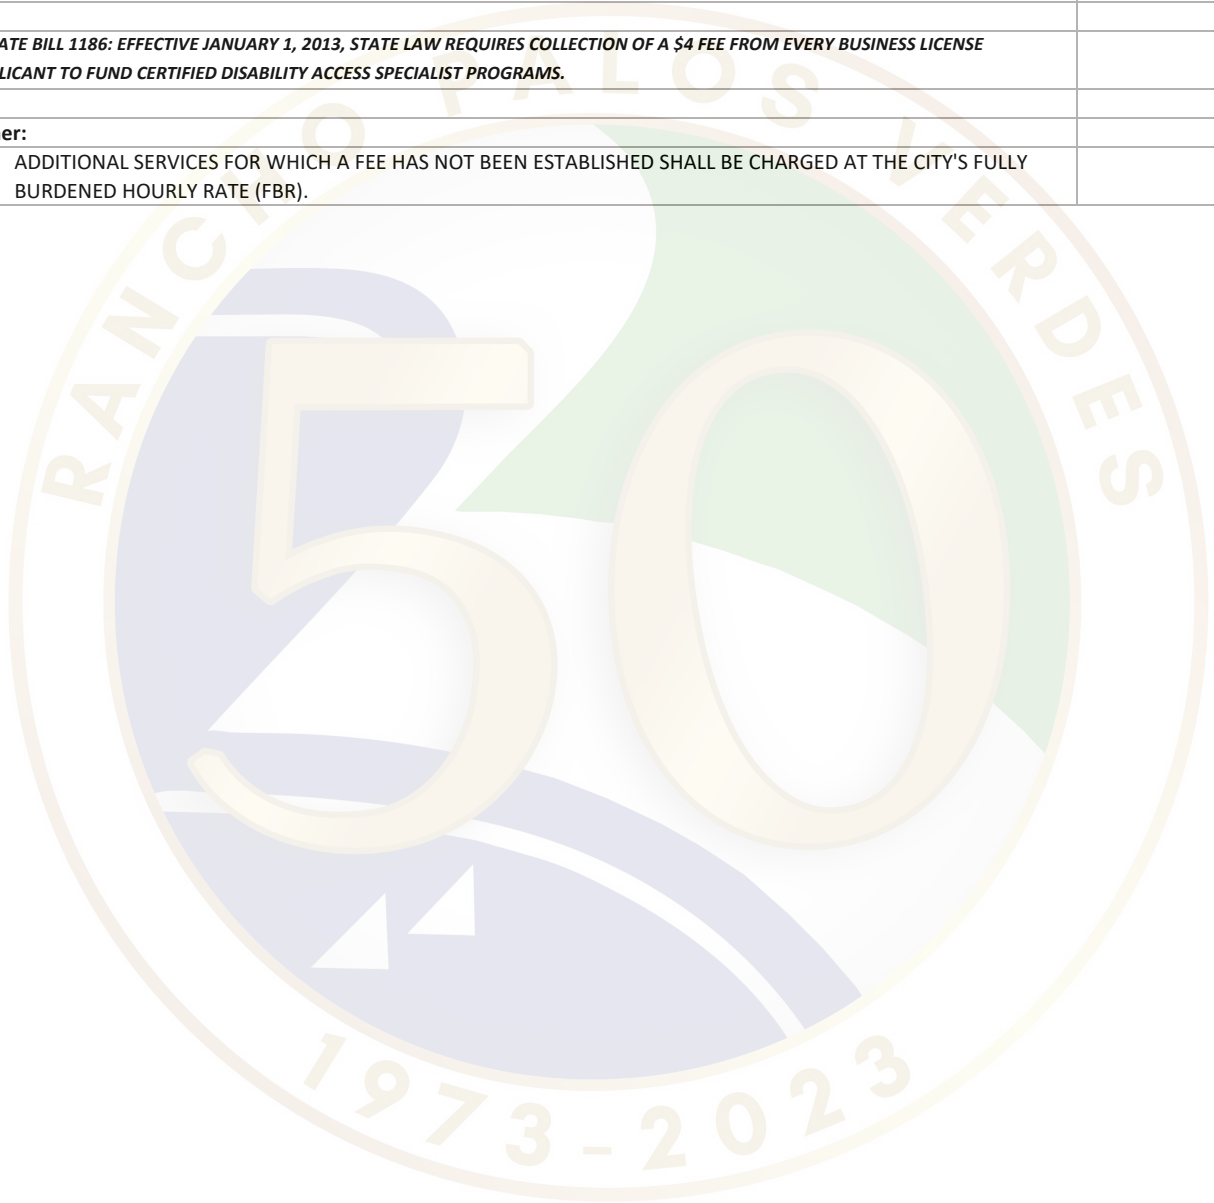 ATE BILL 1186: EFFECTIVE JANUARY 1, 2013, STATE LAW REQUIRES COLLECTION OF A $4 FEE FROM EVERY BUSINESS LICENSE
LICANT TO FUND CERTIFIED DISABILITY ACCESS SPECIALIST PROGRAMS.
er:
ADDITIONAL SERVICES FOR WHICH A FEE HAS NOT BEEN ESTABLISHED SHALL BE CHARGED AT THE CITY'S FULLY
BURDENED HOURLY RATE (FBR).
RANCHO PALOS VERDES
50
1973-2023